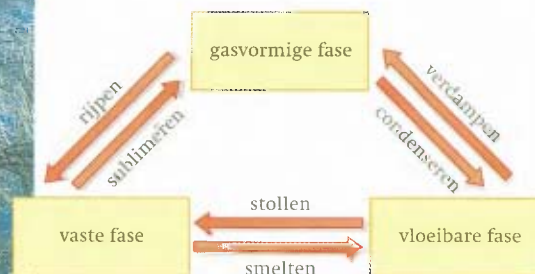 gasvormige fase
rijpen
sublimeren
verdampen
condenseren
stollen
vaste fase
vloeibare fase
smelten